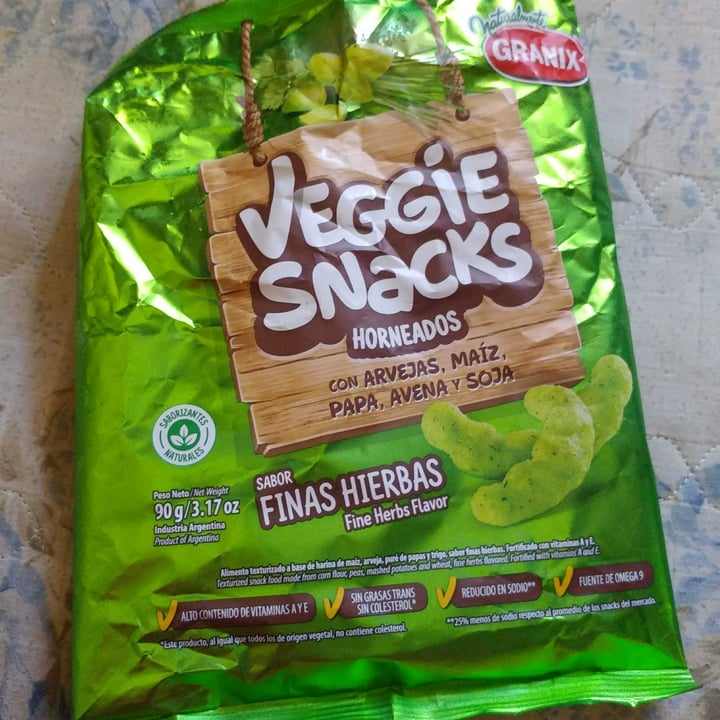 Naturalmente
GRANIX
VEGGIE
SNACKS
HORNEADOS
CON ARVEJAS, MAÍZ,
PAPA, AVENA Y SOJA
SABORIZANTES
NATURALES
SABOR
FINAS HIERBAS
Fine Herbs Flavor
Peso Neto / Net Weight
90 g/3.17 oz
Industria Argentina
Product of Argentina
Alimento texturizado a base de harina de maíz, arveja, puré de papas y trigo, sabor finas hierbas. Fortificado con vitaminas A y E.
Texturized snack food made from corn flour, peas, mashed potatoes and wheat, fine herbs flavored. Fortified with vitamins A and E.
ALTO CONTENIDO DE VITAMINAS A Y E
SIN GRASAS TRANS
SIN COLESTEROL*
REDUCIDO EN SODIO**
FUENTE DE OMEGA 9
*Este producto, al igual que todos los de origen vegetal, no contiene colesterol.
**25% menos de sodio respecto al promedio de los snacks del mercado.